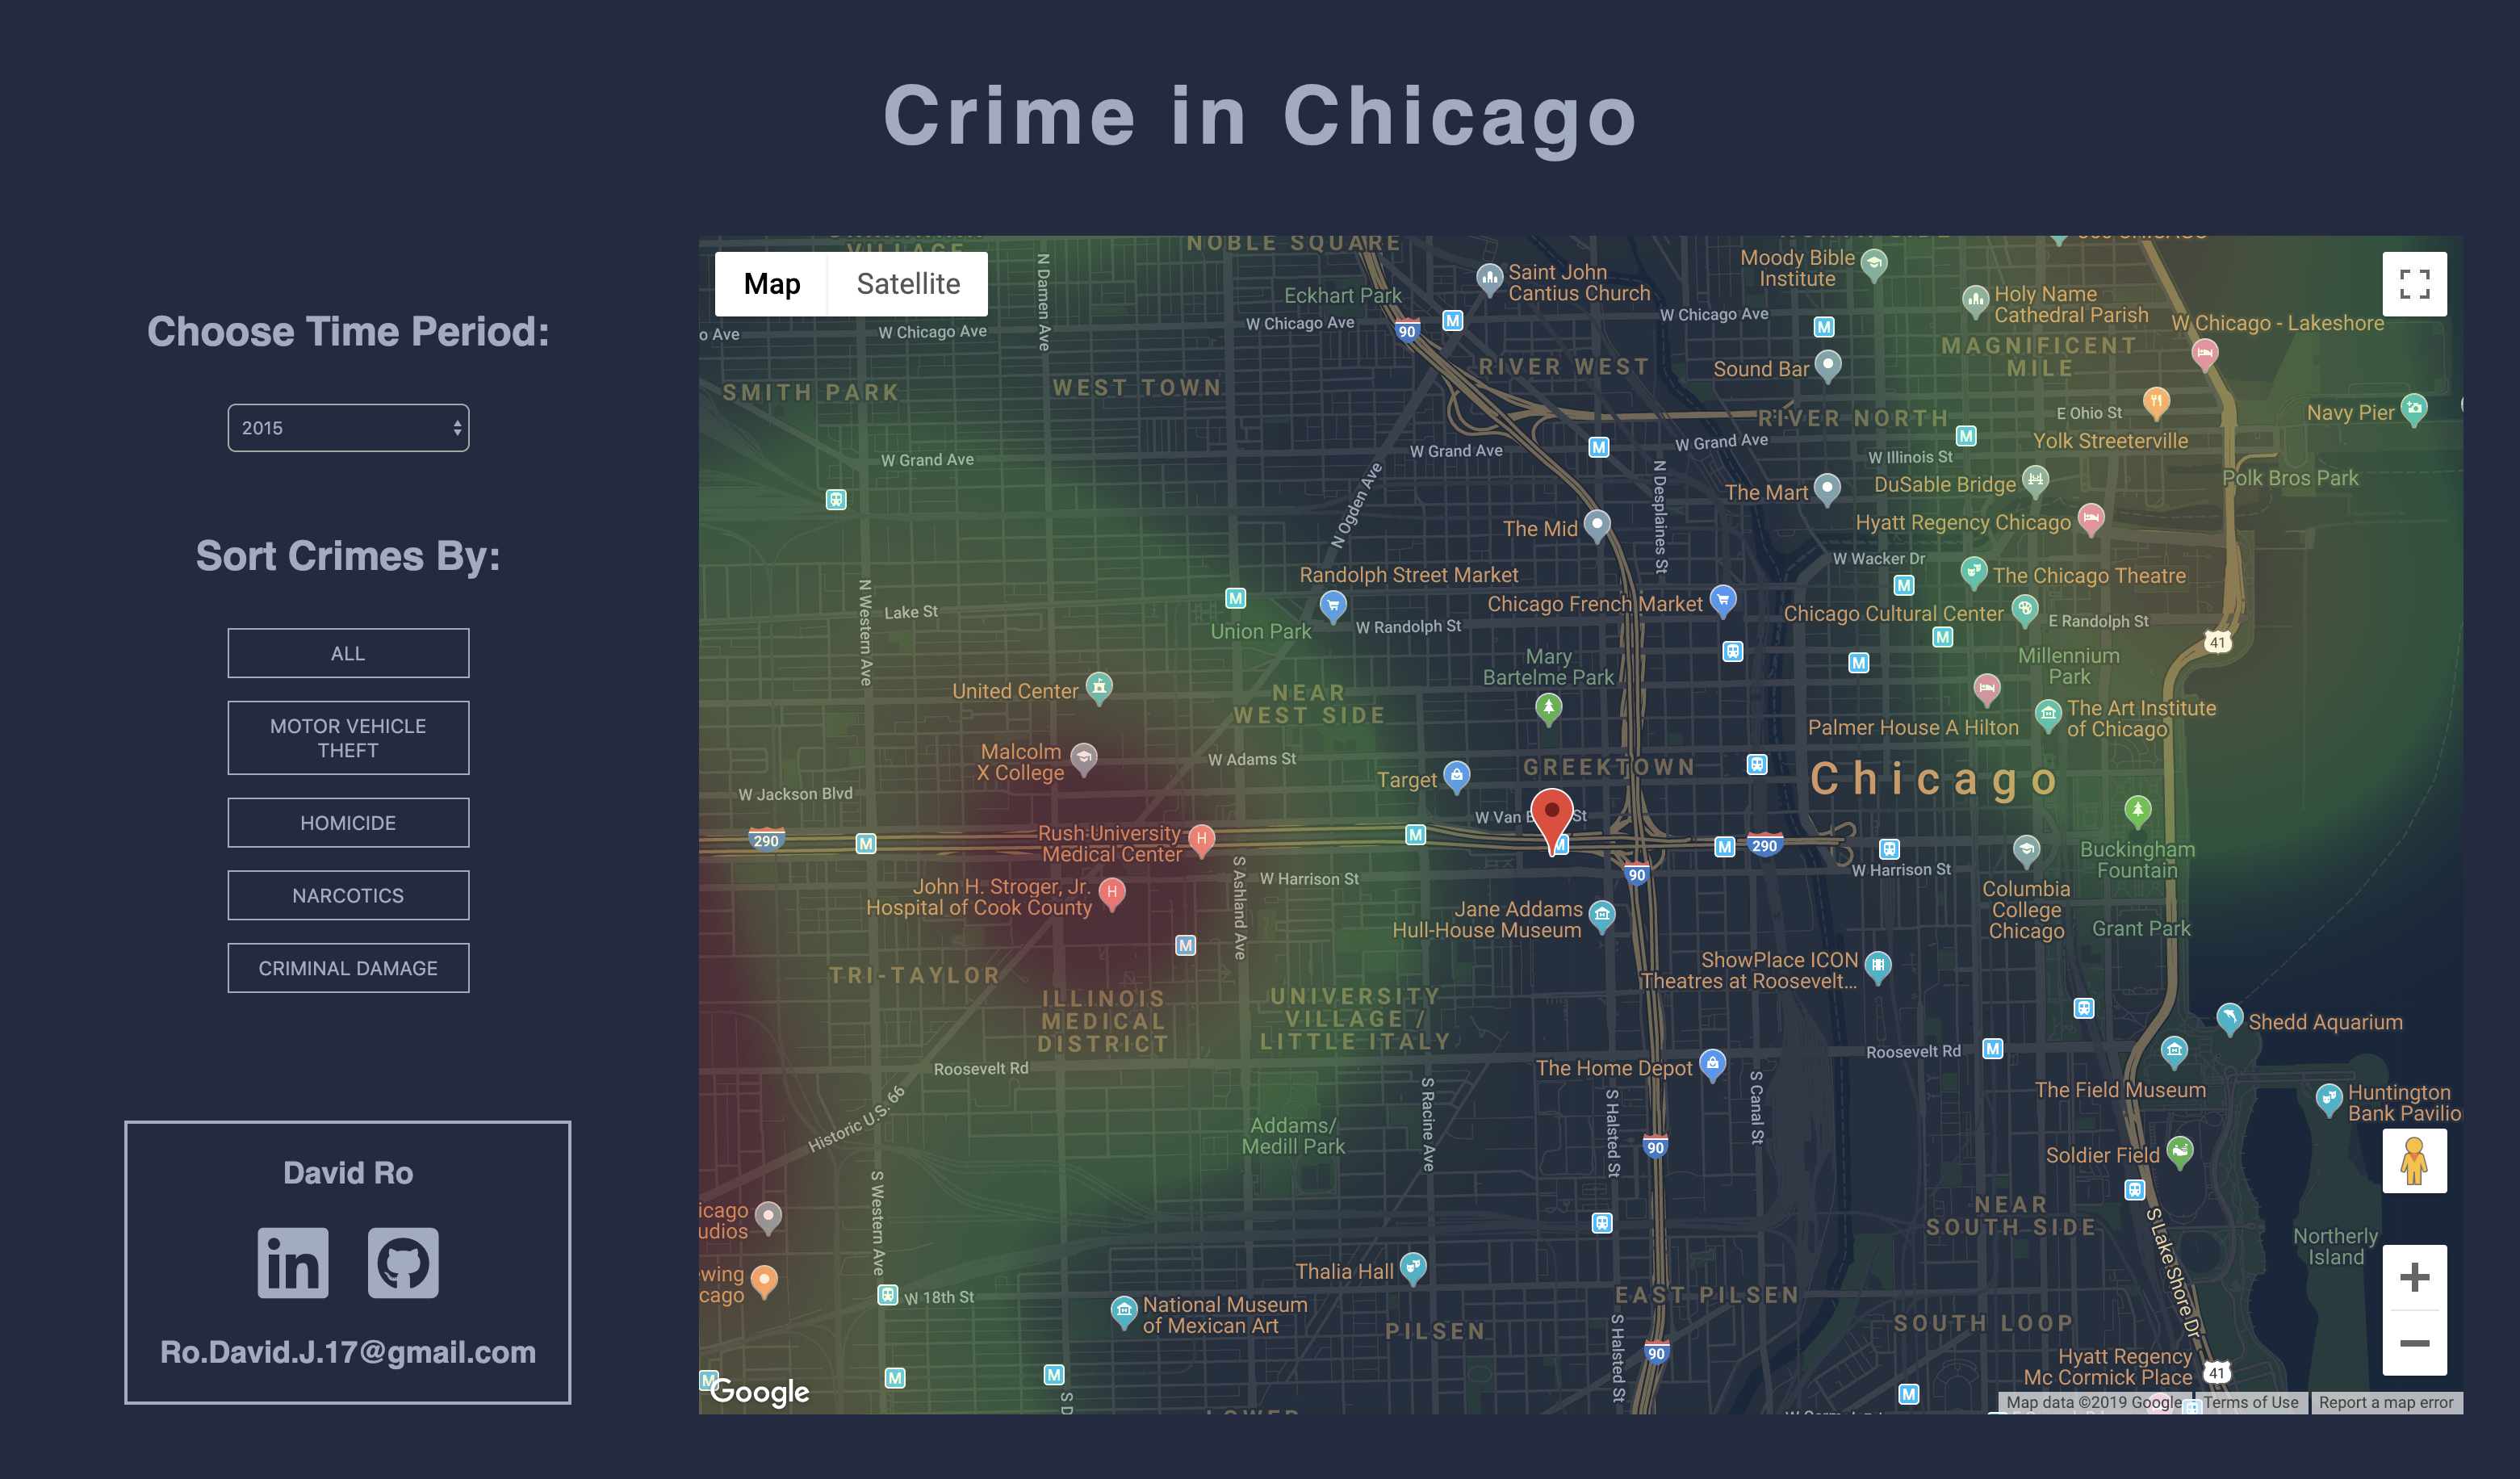 Crime in Chicago
Choose Time Period:
2015
Sort Crimes By:
ALL
MOTOR VEHICLE
THEFT
HOMICIDE
NARCOTICS
CRIMINAL DAMAGE
David Ro
in
Ro.David.J.17@gmail.com
Map
Satellite
VILLAGE
NOBLE SQUARE
Eckhart Park
Saint John
Cantius Church
Moody Bible
Institute
Holy Name
Cathedral Parish
W Chicago - Lakeshore
o Ave
W Chicago Ave
N Damen Ave
W Chicago Ave
90
M
W Chicago Ave
M
MAGNIFICENT
MILE
SMITH PARK
WEST TOWN
RIVER WEST
Sound Bar
RIVER NORTH
E Ohio St
Navy Pier
Yolk Streeterville
W Grand Ave
W Grand Ave
M
W Grand Ave
M
W Illinois St
N Ogden Ave
N Desplaines St
The Mart
DuSable Bridge
Polk Bros Park
The Mid
Hyatt Regency Chicago
W Wacker Dr
Randolph Street Market
The Chicago Theatre
M
M
N Western Ave
Lake St
Chicago French Market
Chicago Cultural Center
E Randolph St
Union Park
W Randolph St
M
41
M
Mary
Bartelme Park
Millennium
Park
United Center
NEAR
WEST SIDE
Palmer House A Hilton
The Art Institute
of Chicago
Malcolm
X College
W Adams St
Target
GREEKTOWN
Chicago
W Jackson Blvd
290
M
Rush University
Medical Center
H
M
M
M
290
Buckingham
Fountain
John H. Stroger, Jr.
Hospital of Cook County
H
S Ashland Ave
W Harrison St
90
W Harrison St
Columbia
College
Chicago
Grant Park
Jane Addams
Hull-House Museum
M
TRI-TAYLOR
ILLINOIS
MEDICAL
DISTRICT
UNIVERSITY
VILLAGE /
LITTLE ITALY
ShowPlace ICON
Theatres at Roosevelt...
Shedd Aquarium
Roosevelt Rd
The Home Depot
Roosevelt Rd
M
The Field Museum
Huntington
Bank Pavilio
Historic U.S. 66
Addams/
Medill Park
S Racine Ave
S Halsted St
90
S Canal St
Soldier Field
S Western Ave
icago
udios
NEAR
SOUTH SIDE
S Lake Shore Dr
Northerly
Island
wing
cago
W 18th St
Thalia Hall
National Museum
of Mexican Art
PILSEN
EAST PILSEN
S Halsted St
90
SOUTH LOOP
Hyatt Regency
Mc Cormick Place
41
M
M
M
M
Google
S D
LOWER
Map data ©2019 Google
Terms of Use
Report a map error